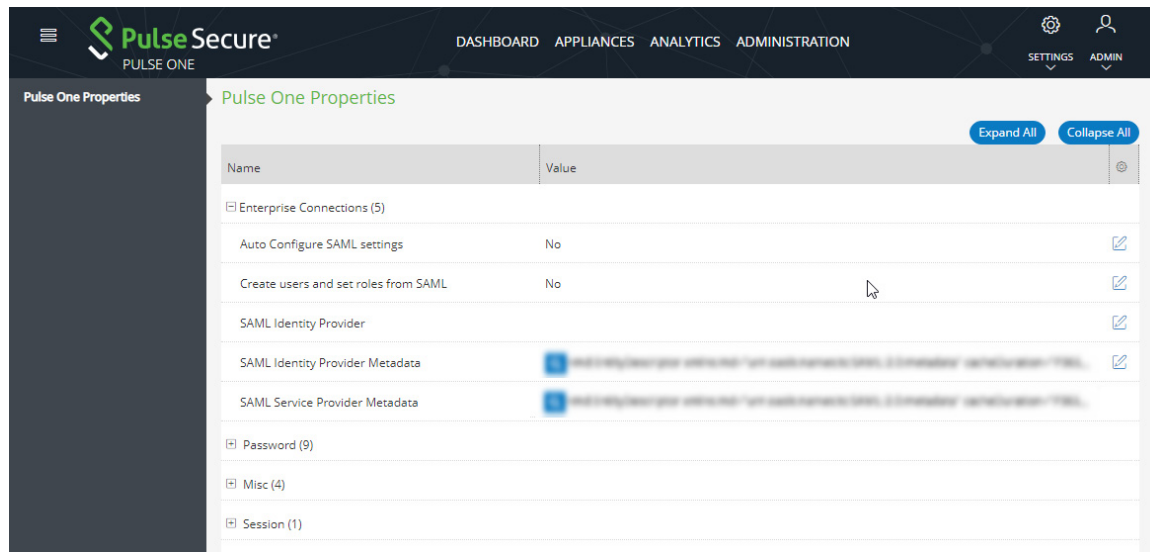 Pulse Secure
PULSE ONE
DASHBOARD APPLIANCES ANALYTICS ADMINISTRATION
SETTINGS
ADMIN
Pulse One Properties
Pulse One Properties
Expand All
Collapse All
Name Value
Enterprise Connections (5)
Auto Configure SAML settings No
Create users and set roles from SAML No
SAML Identity Provider
SAML Identity Provider Metadata
SAML Service Provider Metadata
Password (9)
Misc (4)
Session (1)